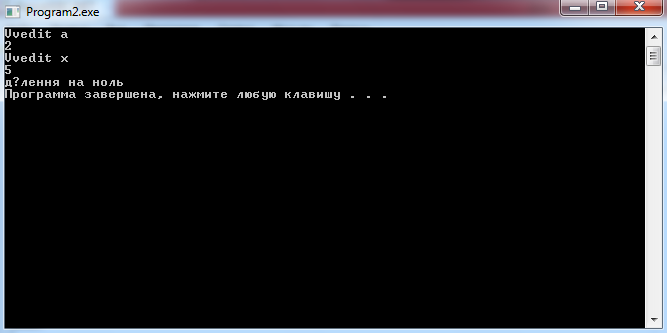 Program2.exe
Vvedit a
2
Vvedit x
5
д?лення на ноль
Программа завершена, нажмите любую клавишу . . .